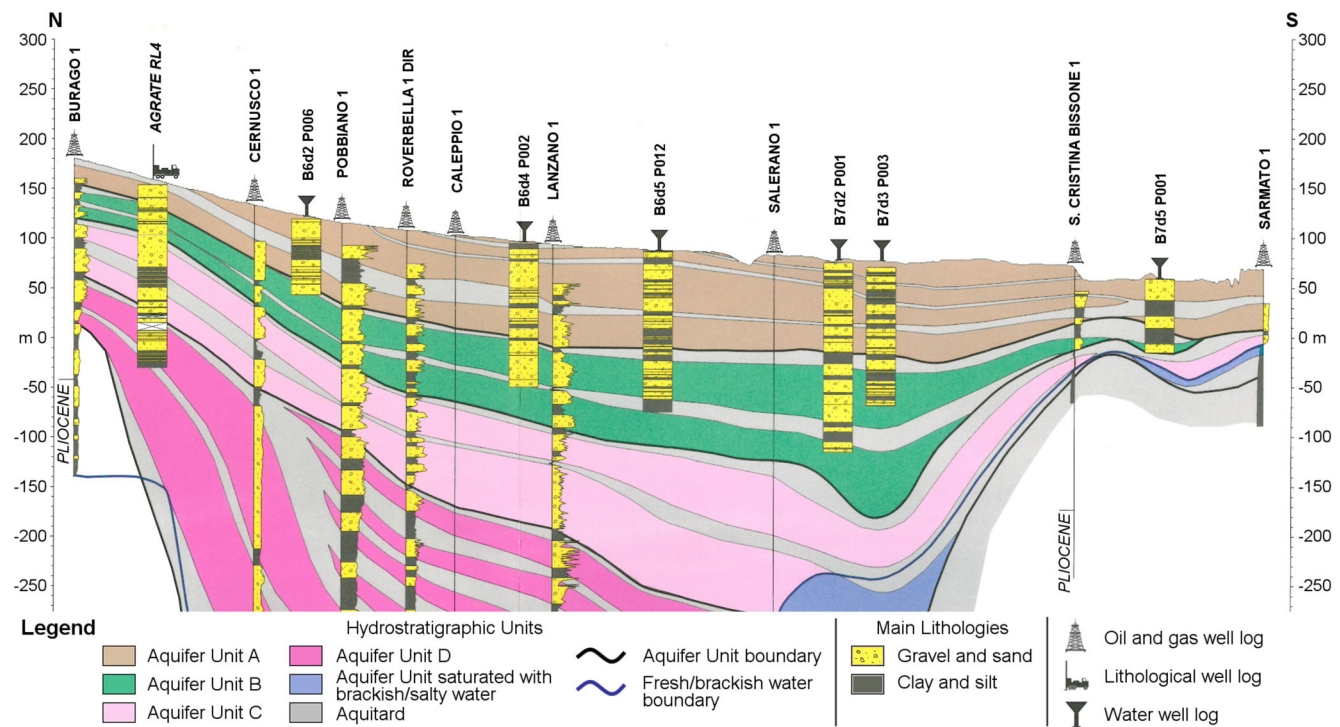 N
S
300
250
200
150
100
50
m 0
-50
-100
-150
-200
-250
300
250
200
150
100
50
0 m
-50
-100
-150
-200
-250
BURAGO 1
AGRATE RL4
CERNUSCO 1
B6d2 P006
POBBIANO 1
ROVERBELLA 1 DIR
CALEPPIO 1
B6d4 P002
LANZANO 1
B6d5 P012
SALERANO 1
B7d2 P001
B7d3 P003
S. CRISTINA BISSONE 1
B7d5 P001
SARMATO 1
PLIOCENE
PLIOCENE
Legend
Hydrostratigraphic Units
Aquifer Unit A
Aquifer Unit B
Aquifer Unit C
Aquifer Unit D
Aquifer Unit saturated with
brackish/salty water
Aquitard
Aquifer Unit boundary
Fresh/brackish water
boundary
Main Lithologies
Gravel and sand
Clay and silt
Oil and gas well log
Lithological well log
Water well log